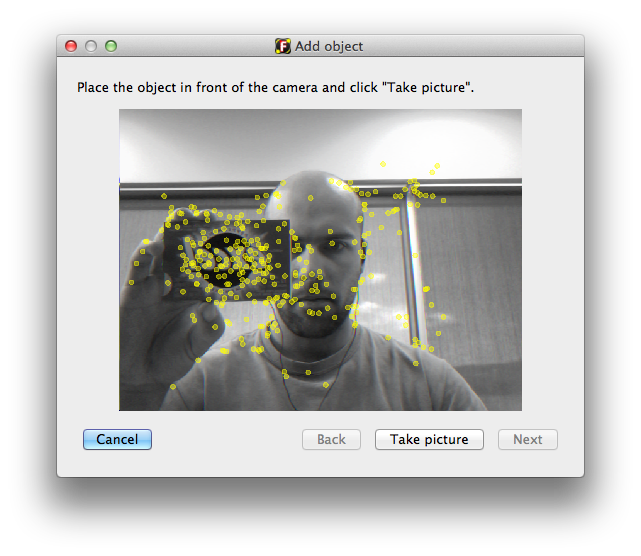 F Add object
Place the object in front of the camera and click "Take picture".
Cancel
Back
Take picture
Next